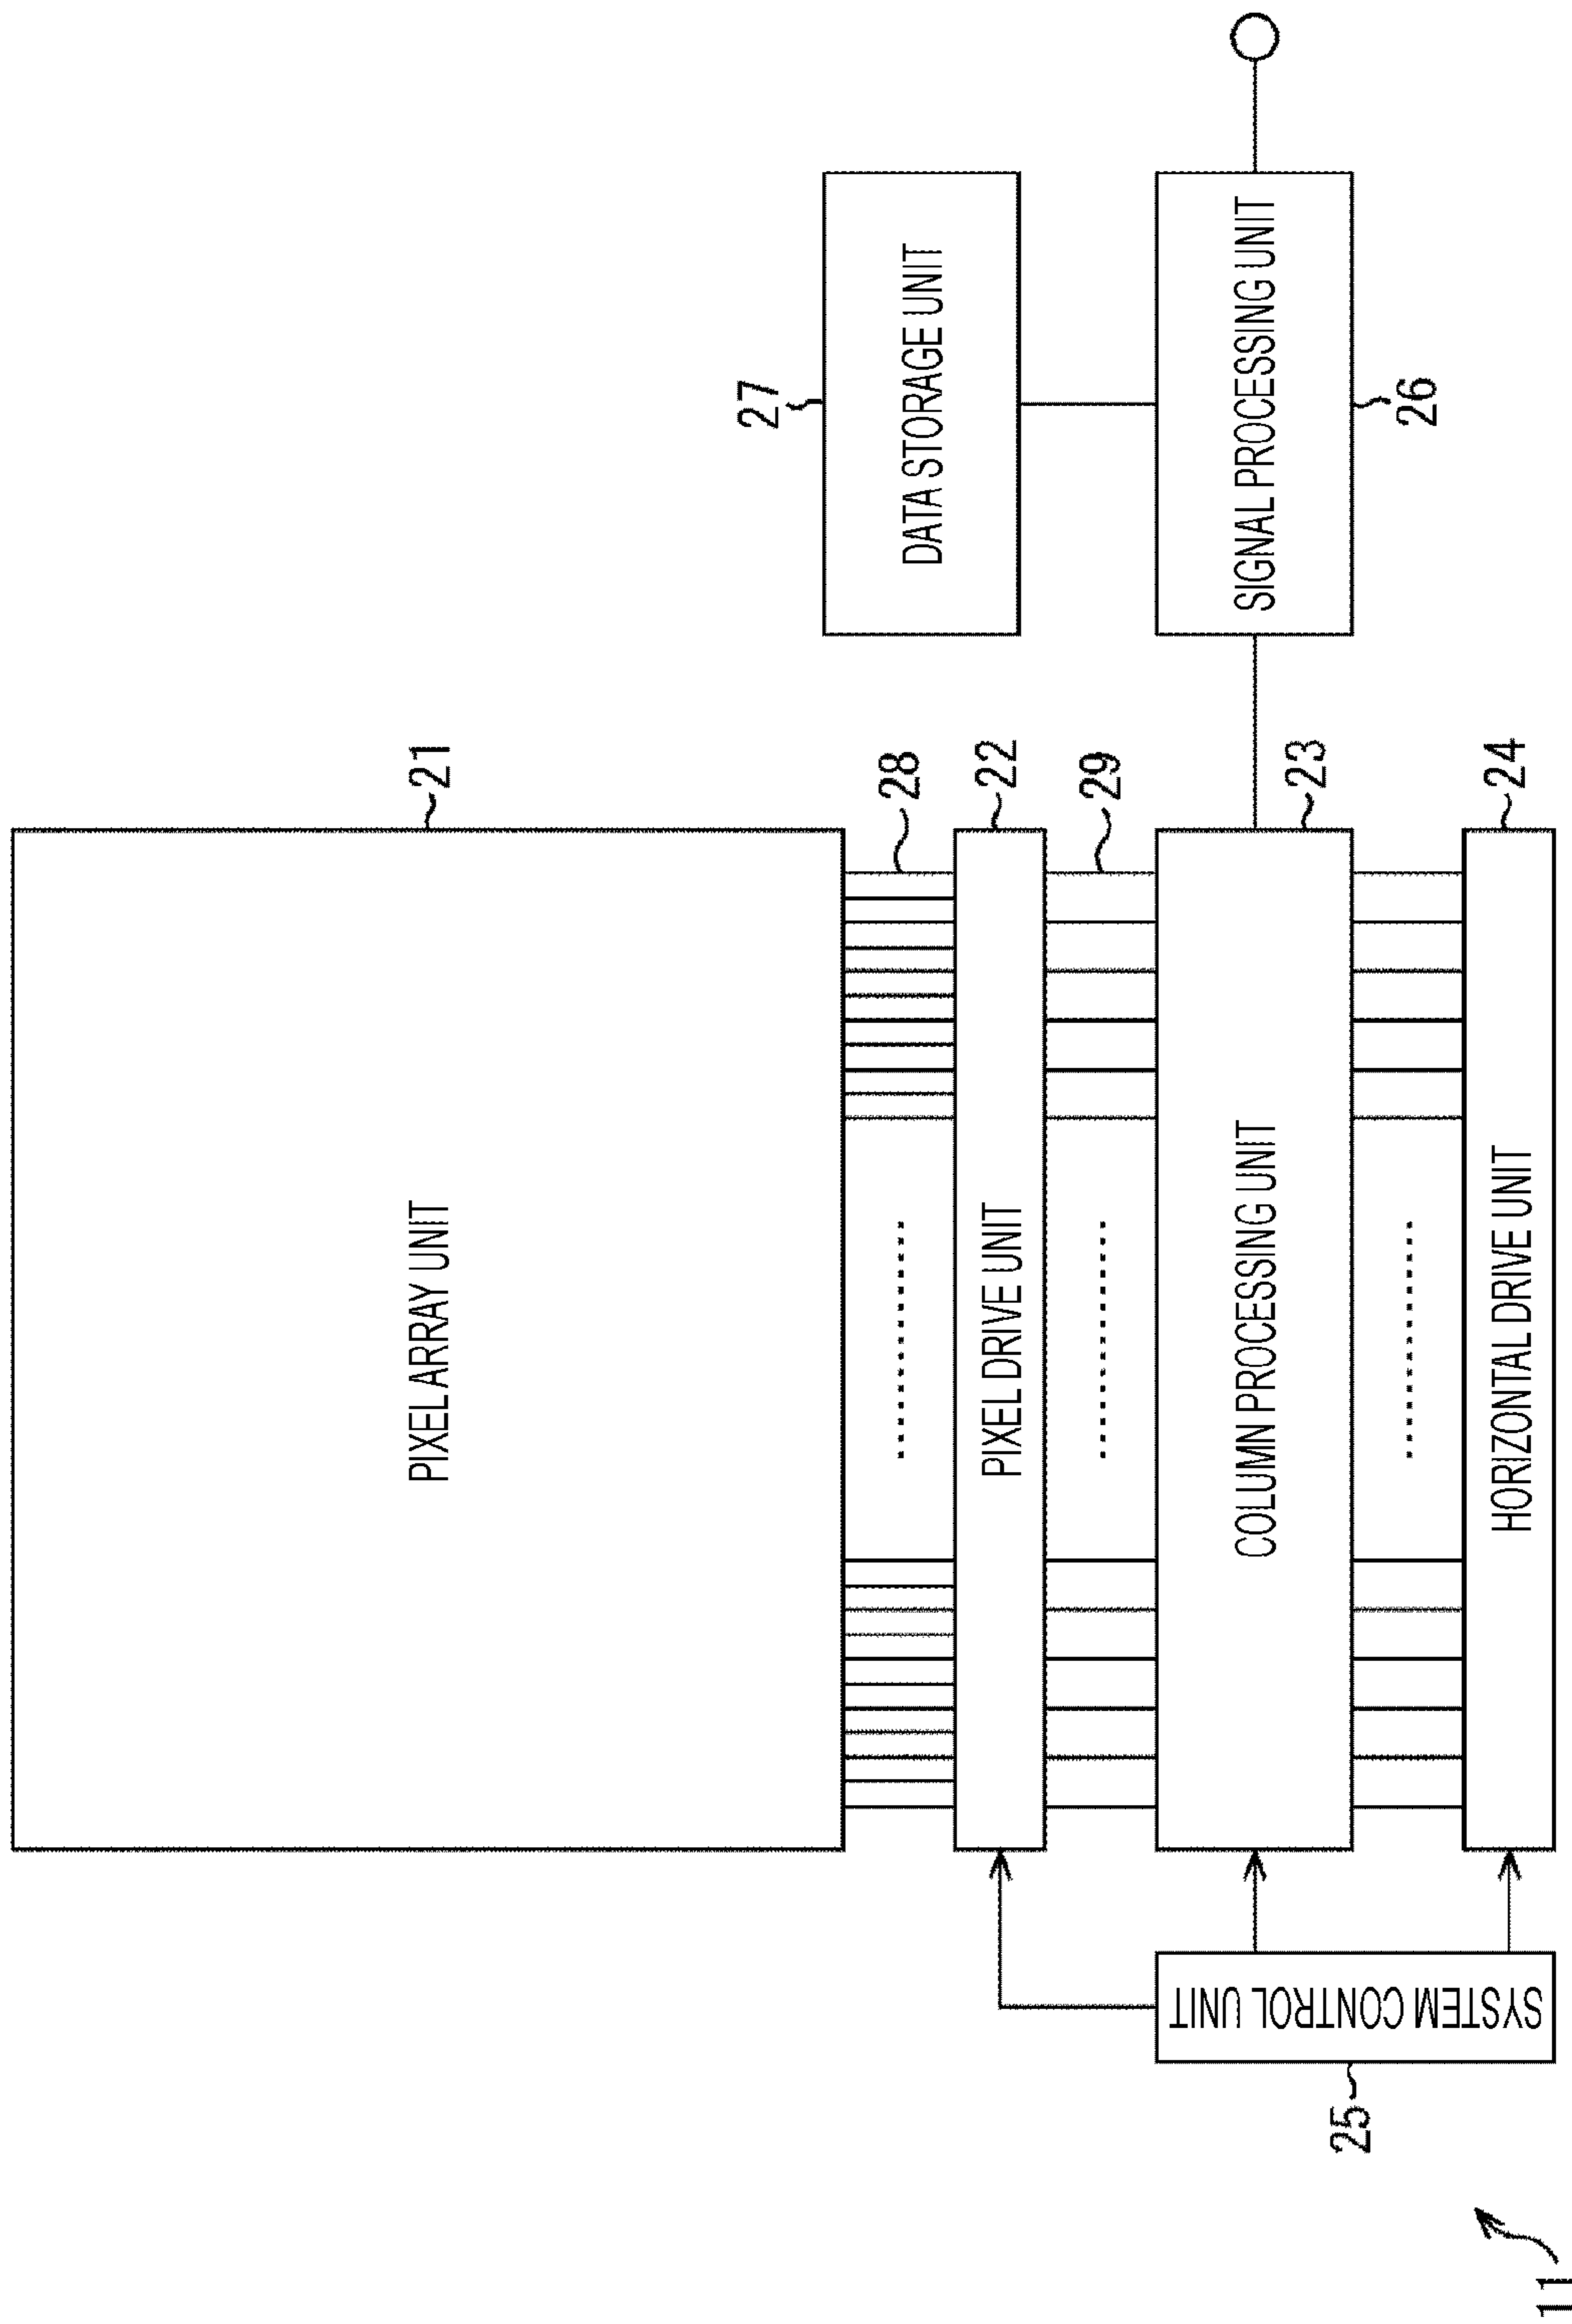 11
25
SYSTEM CONTROL UNIT
PIXEL ARRAY UNIT
21
28
PIXEL DRIVE UNIT
22
29
COLUMN PROCESSING UNIT
23
HORIZONTAL DRIVE UNIT
24
27
DATA STORAGE UNIT
SIGNAL PROCESSING UNIT
26